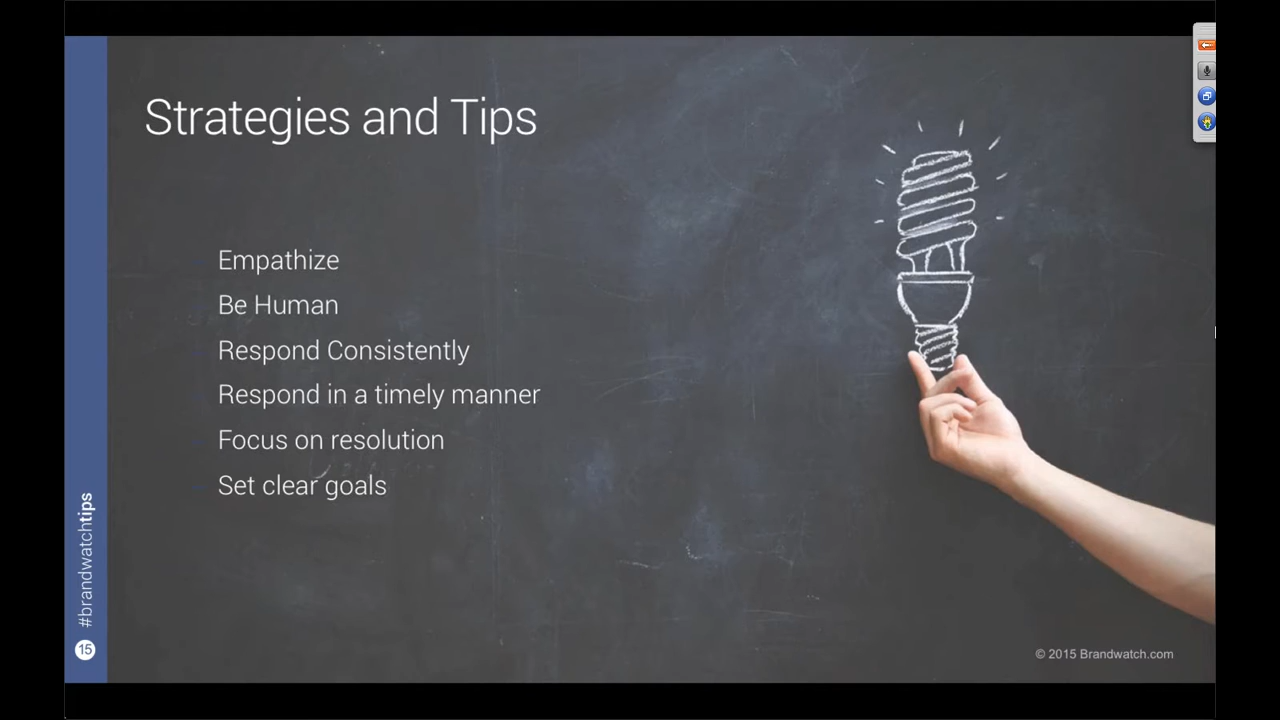 Strategies and Tips
Empathize
Be Human
Respond Consistently
Respond in a timely manner
Focus on resolution
Set clear goals
#brandwatchtips
15
© 2015 Brandwatch.com